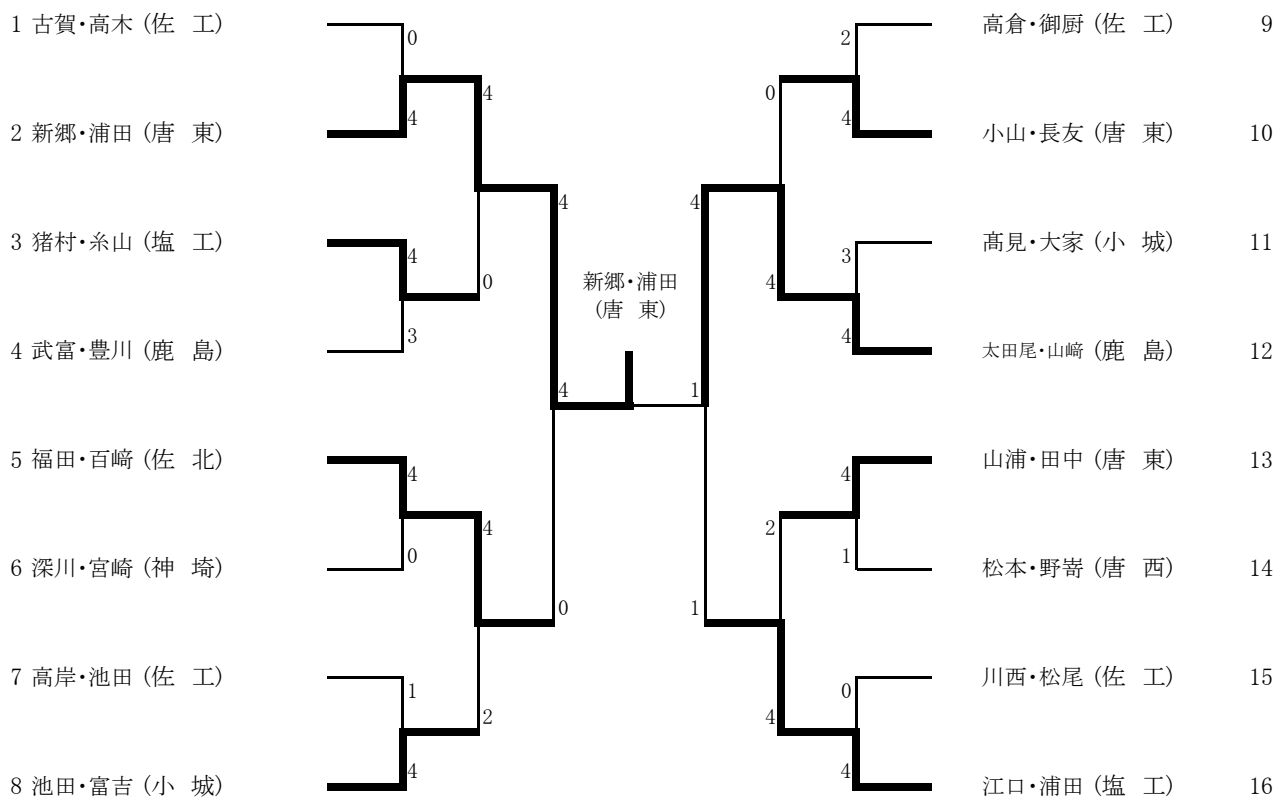 1 古賀・高木 (佐 工)
0
2 高倉・御厨 (佐 工) 9
4
4
0
2 新郷・浦田 (唐 東)
4
4
小山・長友 (唐 東) 10
4
4
3 猪村・糸山 (塩 工)
4
3
髙見・大家 (小 城) 11
0
新郷・浦田
(唐 東)
4
4 武富・豊川 (鹿 島)
3
4
太田尾・山﨑 (鹿 島) 12
4
1
5 福田・百﨑 (佐 北)
4
4
山浦・田中 (唐 東) 13
4
2
6 深川・宮崎 (神 埼)
0
1
松本・野嵜 (唐 西) 14
0
1
7 高岸・池田 (佐 工)
1
0
川西・松尾 (佐 工) 15
2
4
8 池田・富吉 (小 城)
4
4
江口・浦田 (塩 工) 16